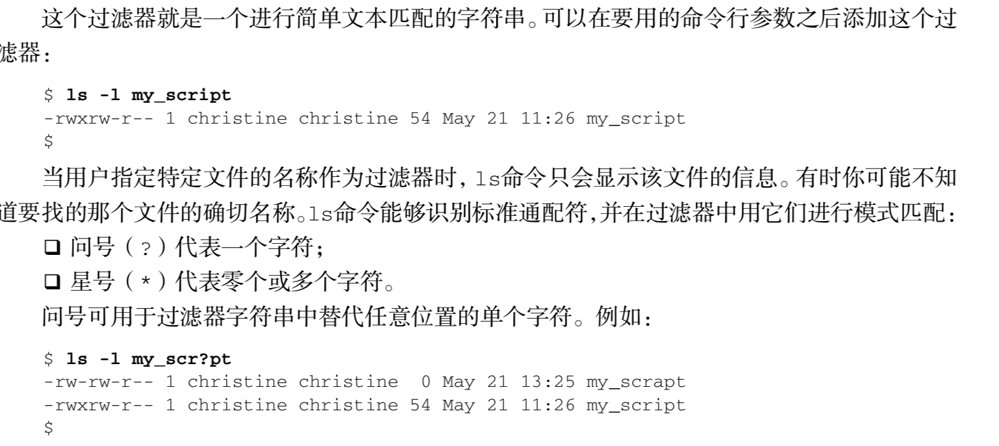 这个过滤器就是一个进行简单文本匹配的字符串。可以在要用的命令行参数之后添加这个过
滤器：
$ ls -l my_script
-rwxrw-r-- 1 christine christine 54 May 21 11:26 my_script
$
当用户指定特定文件的名称作为过滤器时，ls命令只会显示该文件的信息。有时你可能不知
道要找的那个文件的确切名称。ls命令能够识别标准通配符，并在过滤器中用它们进行模式匹配：
❑ 问号（?）代表一个字符；
❑ 星号（*）代表零个或多个字符。
问号可用于过滤器字符串中替代任意位置的单个字符。例如：
$ ls -l my_scr?pt
-rw-rw-r-- 1 christine christine  0 May 21 13:25 my_scrapt
-rwxrw-r-- 1 christine christine 54 May 21 11:26 my_script
$